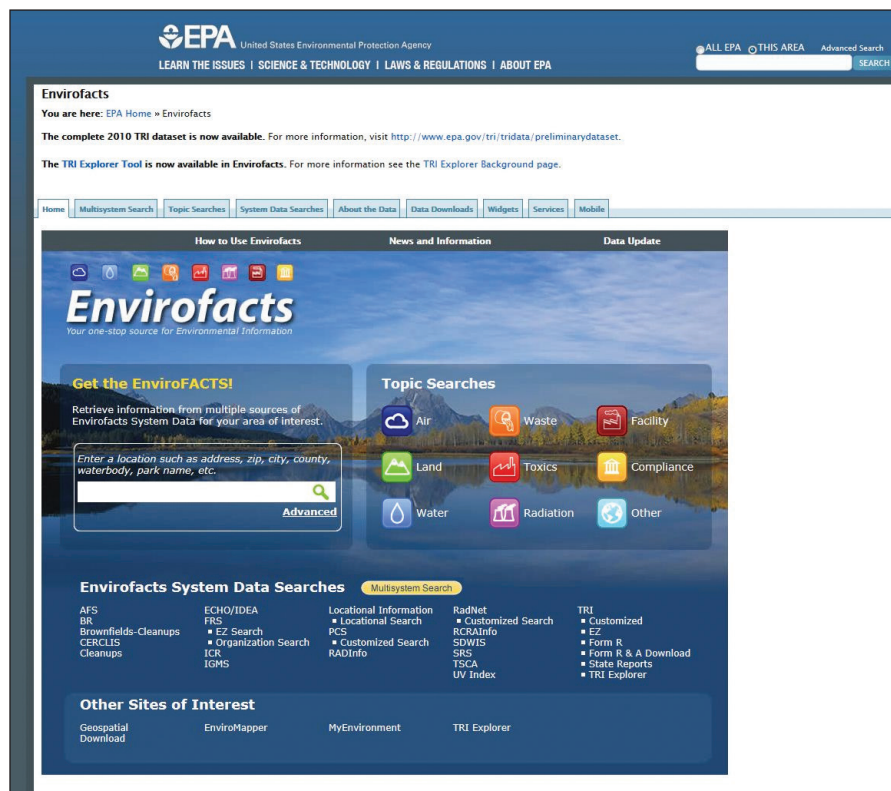 EPA United States Environmental Protection Agency
LEARN THE ISSUES | SCIENCE & TECHNOLOGY | LAWS & REGULATIONS | ABOUT EPA
ALL EPA THIS AREA Advanced Search
SEARCH
Envirofacts
You are here: EPA Home » Envirofacts
The complete 2010 TRI dataset is now available. For more information, visit http://www.epa.gov/tri/tridata/preliminarydataset.
The TRI Explorer Tool is now available in Envirofacts. For more information see the TRI Explorer Background page.
Home Multisystem Search Topic Searches System Data Searches About the Data Data Downloads Widgets Services Mobile
How to Use Envirofacts News and Information Data Update
Envirofacts
Your one-stop source for Environmental Information
Get the EnviroFACTS!
Retrieve information from multiple sources of
Envirofacts System Data for your area of interest.
Enter a location such as address, zip, city, county,
waterbody, park name, etc.
Advanced
Topic Searches
Air Waste Facility
Land Toxics Compliance
Water Radiation Other
Envirofacts System Data Searches Multisystem Search
AFS
BR
Brownfields-Cleanups
CERCLIS
Cleanups
ECHO/IDEA
FRS
▪ EZ Search
▪ Organization Search
ICR
IGMS
Locational Information
▪ Locational Search
PCS
▪ Customized Search
RADInfo
RadNet
▪ Customized Search
RCRAInfo
SDWIS
SRS
TSCA
UV Index
TRI
▪ Customized
▪ EZ
▪ Form R
▪ Form R & A Download
▪ State Reports
▪ TRI Explorer
Other Sites of Interest
Geospatial
Download
EnviroMapper
MyEnvironment
TRI Explorer